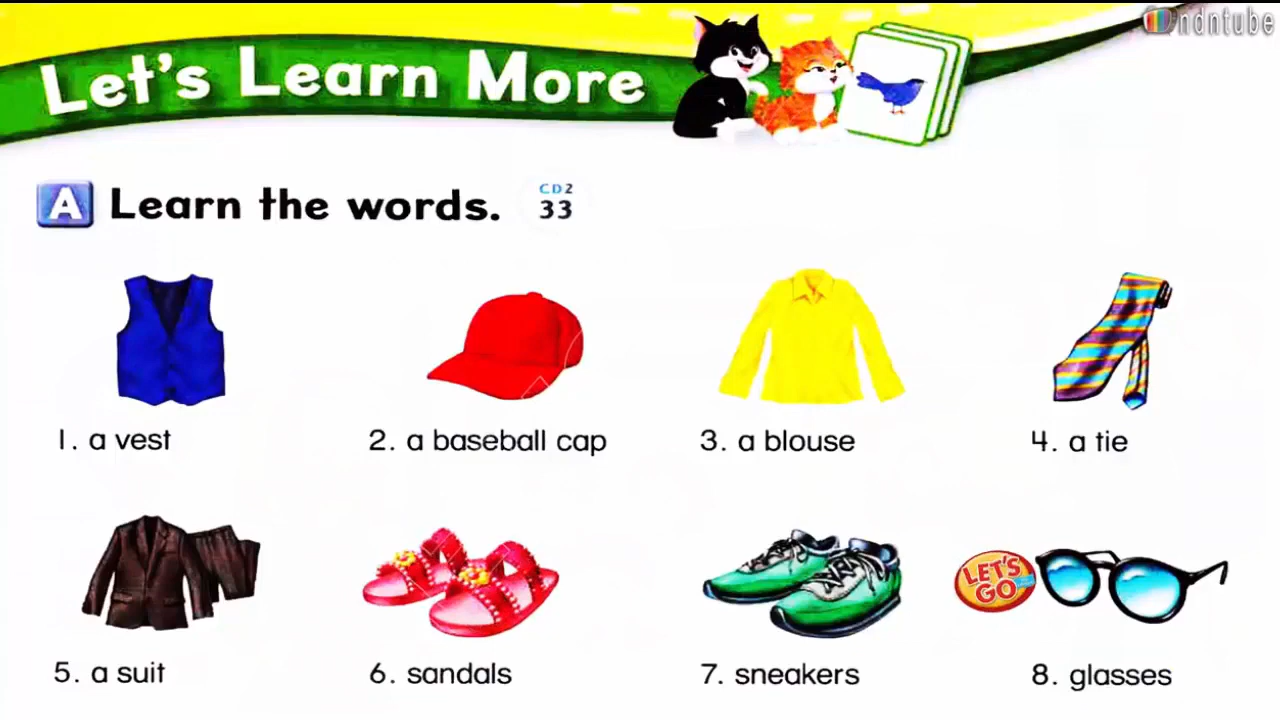 ndntube
Let's Learn More
A Learn the words. CD2 33
1. a vest
2. a baseball cap
3. a blouse
4. a tie
LET'S GO
5. a suit
6. sandals
7. sneakers
8. glasses